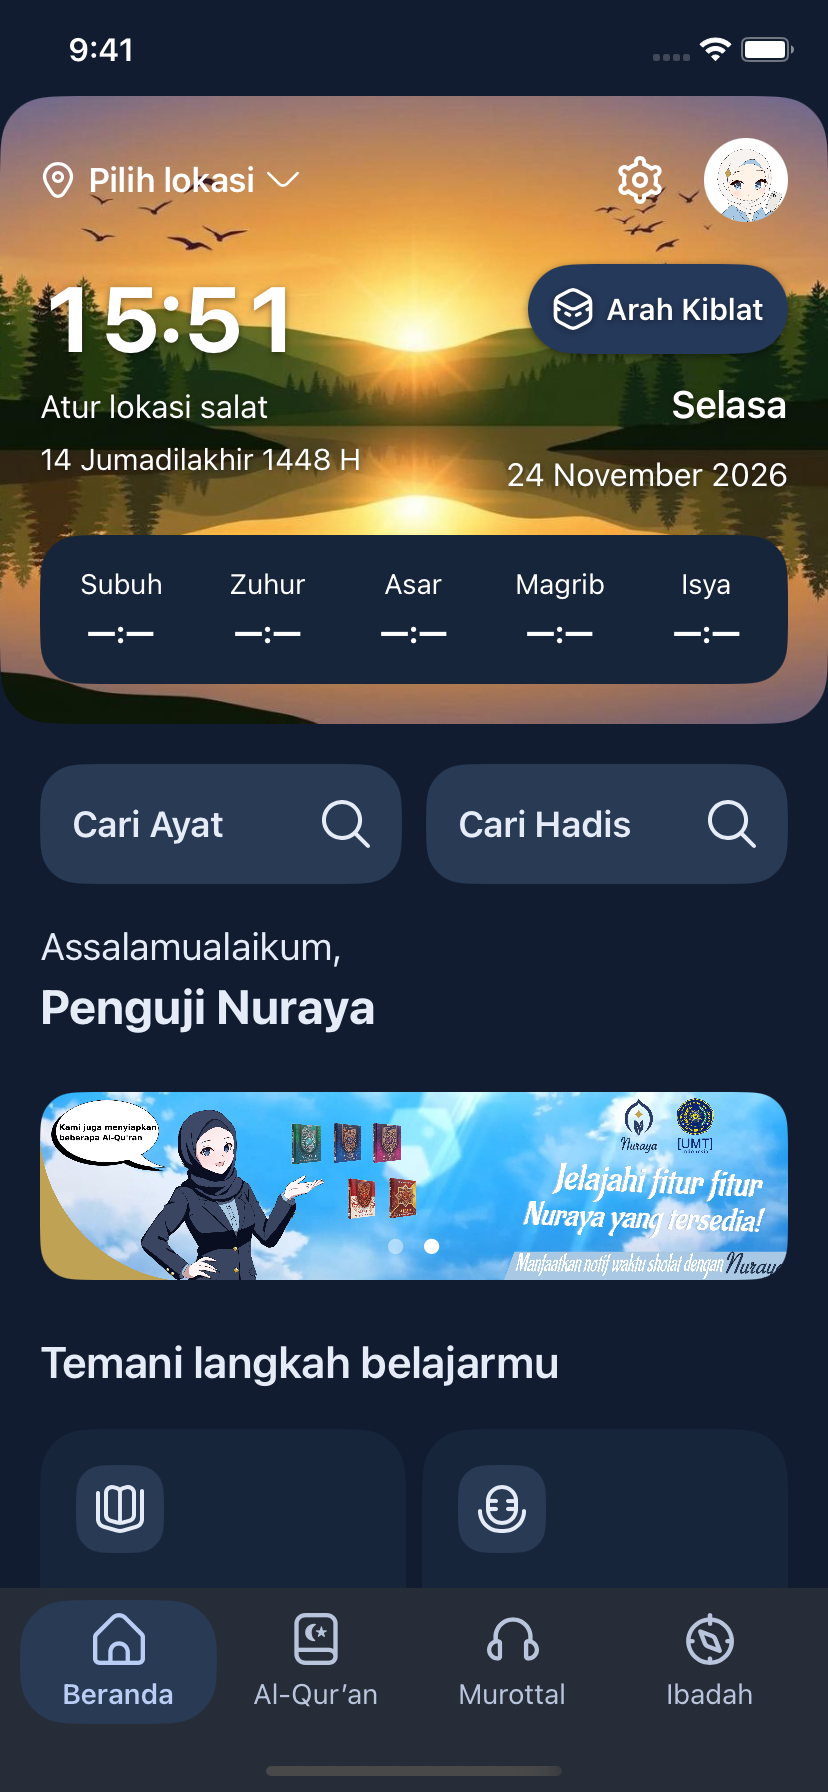 9:41
Pilih lokasi
15:51
Arah Kiblat
Atur lokasi salat
Selasa
14 Jumadilakhir 1448 H
24 November 2026
Subuh Zuhur Asar Magrib Isya
—:— —:— —:— —:— —:—
Cari Ayat
Cari Hadis
Assalamualaikum,
Penguji Nuraya
Kami juga menyiapkan
beberapa Al-Qu'ran
Nuraya
[UMT]
Indonesia
Jelajahi fitur fitur
Nuraya yang tersedia!
Manfaatkan notif waktu sholat dengan Nuraya
Temani langkah belajarmu
Beranda
Al-Qur’an
Murottal
Ibadah